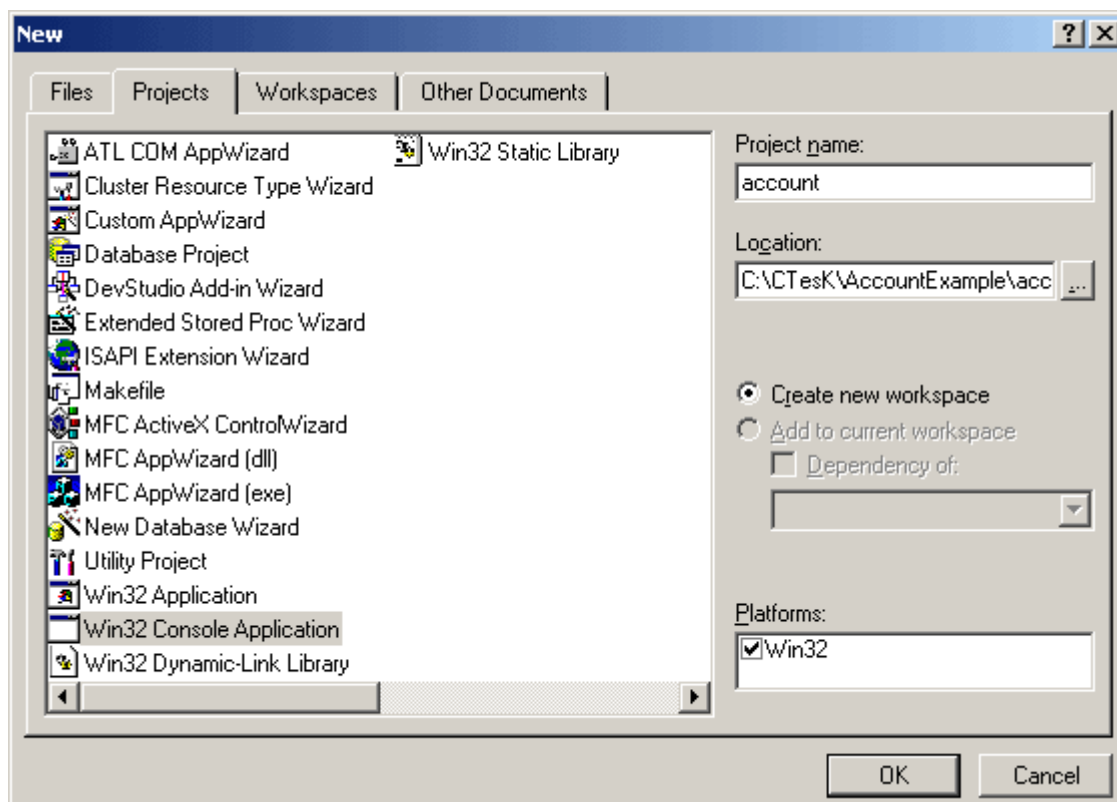 New
Files Projects Workspaces Other Documents
ATL COM AppWizard
Cluster Resource Type Wizard
Custom AppWizard
Database Project
DevStudio Add-in Wizard
Extended Stored Proc Wizard
ISAPI Extension Wizard
Makefile
MFC ActiveX ControlWizard
MFC AppWizard (dll)
MFC AppWizard (exe)
New Database Wizard
Utility Project
Win32 Application
Win32 Console Application
Win32 Dynamic-Link Library
Win32 Static Library
Project name:
account
Location:
C:\CTesK\AccountExample\acc
...
Create new workspace
Add to current workspace
Dependency of:
Platforms:
Win32
OK Cancel